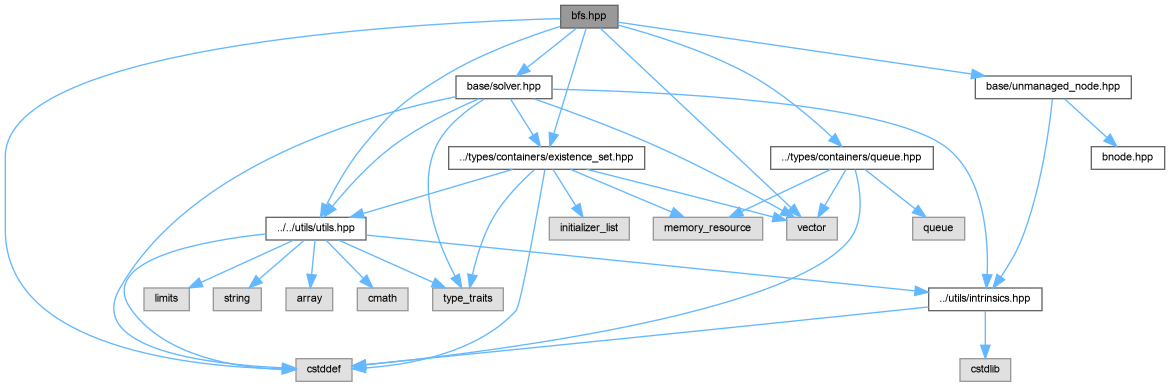 bfs.hpp
base/solver.hpp
base/unmanaged_node.hpp
../types/containers/existence_set.hpp
../types/containers/queue.hpp
bnode.hpp
../../utils/utils.hpp
initializer_list
memory_resource
vector
queue
limits
string
array
cmath
type_traits
../utils/intrinsics.hpp
cstddef
cstdlib